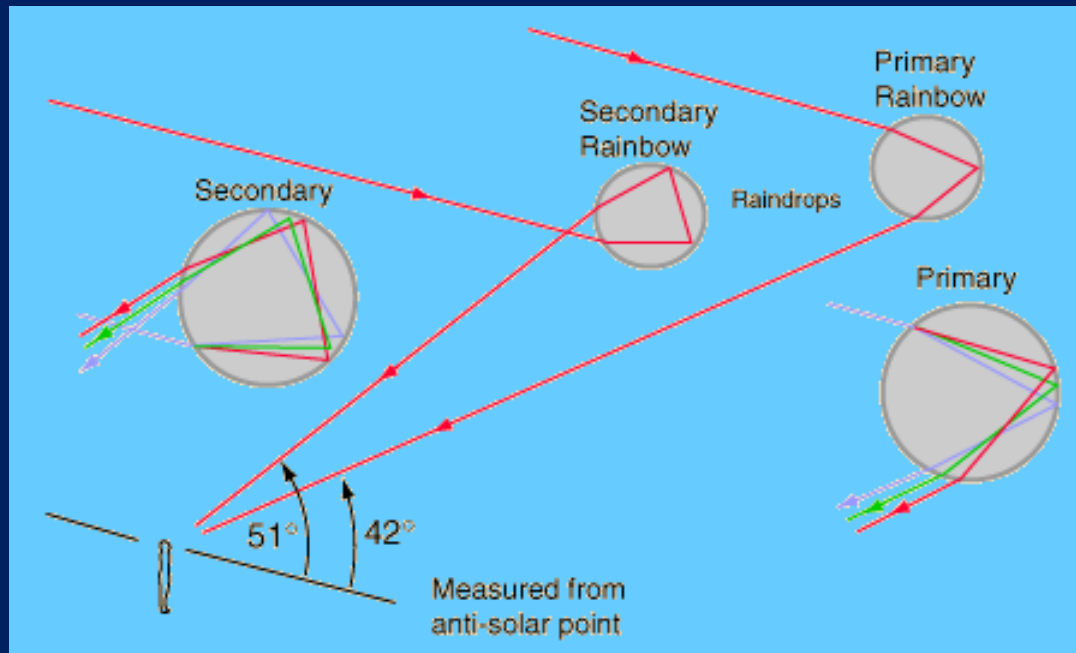 Primary
Rainbow
Secondary
Rainbow
Secondary
Raindrops
Primary
51°
42°
Measured from
anti-solar point